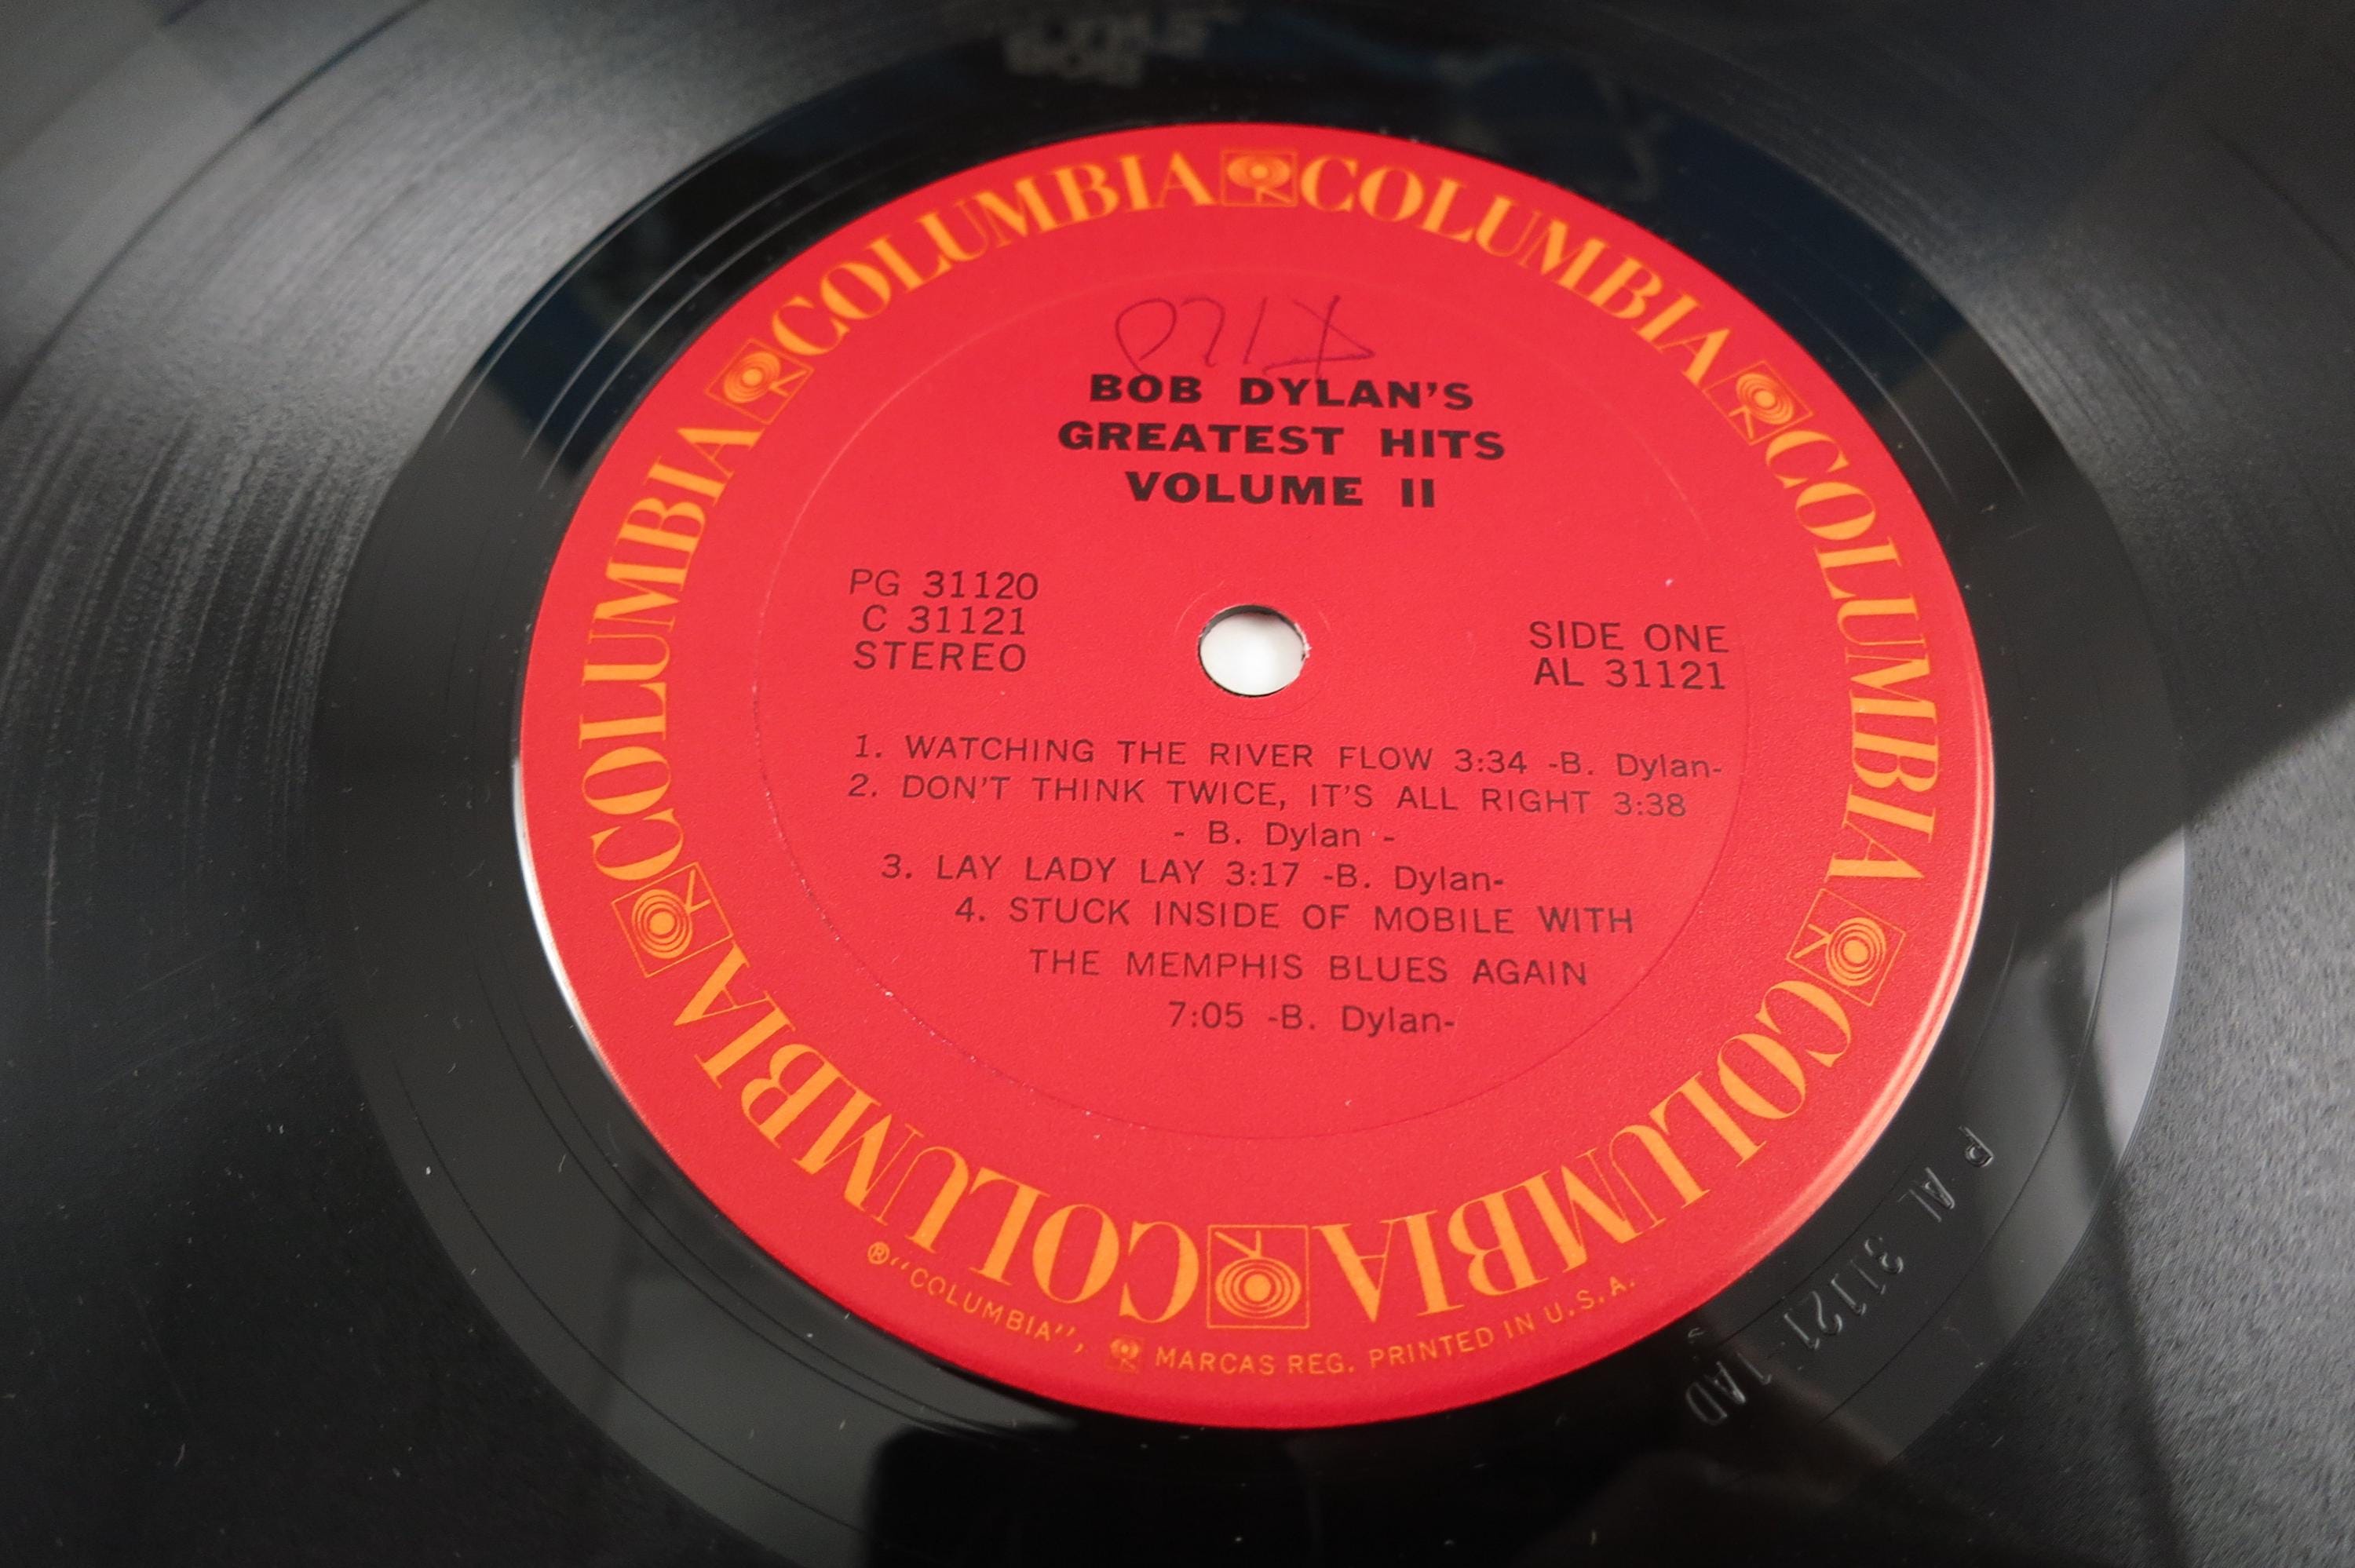 COLUMBIA COLUMBIA COLUMBIA COLUMBIA COLUMBIA COLUMBIA
BOB DYLAN'S
GREATEST HITS
VOLUME II
PG 31120
C 31121
STEREO
SIDE ONE
AL 31121
1. WATCHING THE RIVER FLOW 3:34 -B. Dylan-
2. DON'T THINK TWICE, IT'S ALL RIGHT 3:38
- B. Dylan -
3. LAY LADY LAY 3:17 -B. Dylan-
4. STUCK INSIDE OF MOBILE WITH
THE MEMPHIS BLUES AGAIN
7:05 -B. Dylan-
®"COLUMBIA", MARCAS REG. PRINTED IN U.S.A.
P AL 31121-1AD